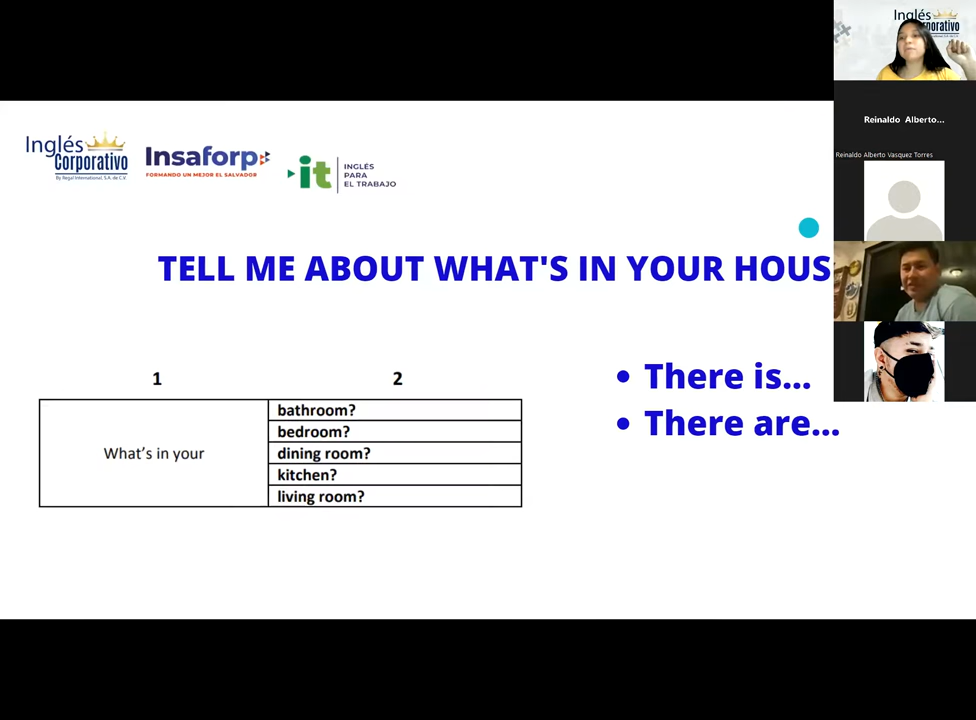 Inglés
Corporativo
By Regal International, S.A. de C.V.
Insaforp
FORMANDO UN MEJOR EL SALVADOR
it
INGLÉS
PARA
EL TRABAJO
TELL ME ABOUT WHAT'S IN YOUR HOUS
1
2
What's in your
bathroom?
bedroom?
dining room?
kitchen?
living room?
• There is...
• There are...
Inglés
porativo
Reinaldo Alberto...
Reinaldo Alberto Vasquez Torres